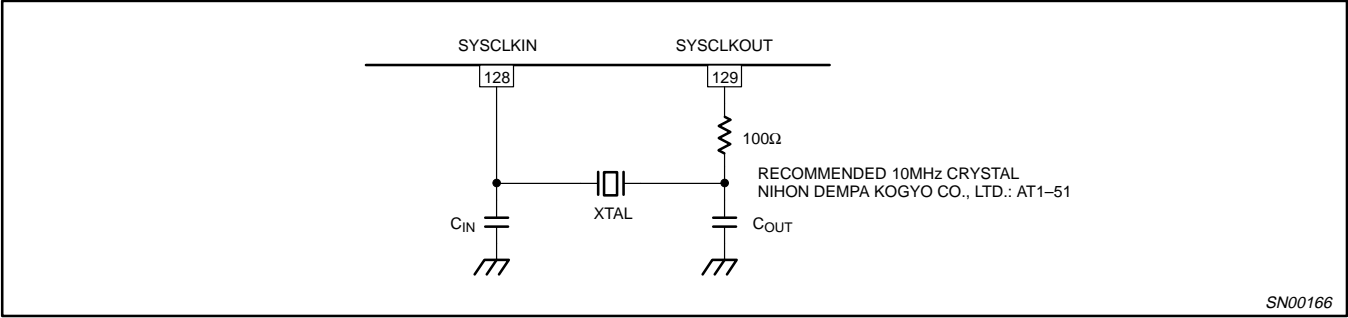 SYSCLKIN SYSCLKOUT
128 129
100Ω
RECOMMENDED 10MHz CRYSTAL
NIHON DEMPA KOGYO CO., LTD.: AT1–51
XTAL
CIN COUT
SN00166